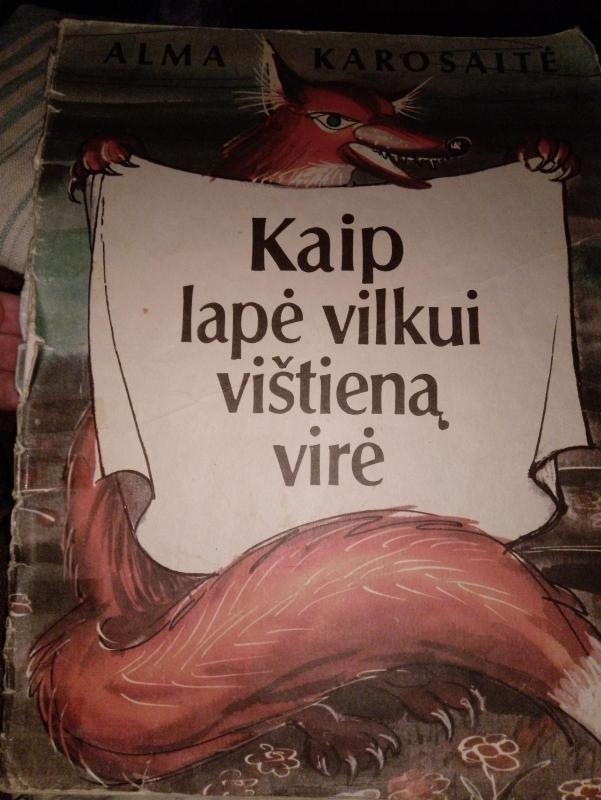 ALMA KAROSAITĖ
Kaip
lapė vilkui
vištieną
virė